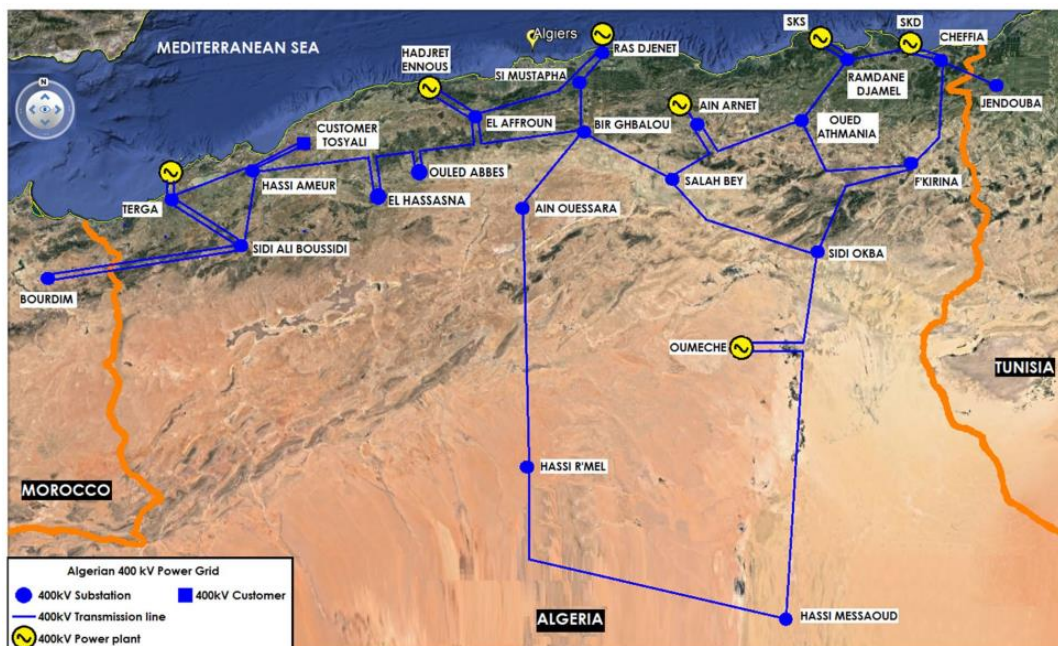 MEDITERRANEAN SEA
Algiers
RAS DJENET
SKS
SKD
CHEFFIA
HADJRET
ENNOUS
SI MUSTAPHA
RAMDANE
DJAMEL
JENDOUBA
AIN ARNET
EL AFFROUN
BIR GHBALOU
OUED
ATHMANIA
CUSTOMER
TOSYALI
HASSI AMEUR
OULED ABBES
F'KIRINA
SALAH BEY
EL HASSASNA
TERGA
AIN OUESSARA
SIDI ALI BOUSSIDI
SIDI OKBA
BOURDIM
OUMECHE
TUNISIA
HASSI R'MEL
MOROCCO
HASSI MESSAOUD
ALGERIA
N
Algerian 400 kV Power Grid
400kV Substation
400kV Customer
400kV Transmission line
400kV Power plant